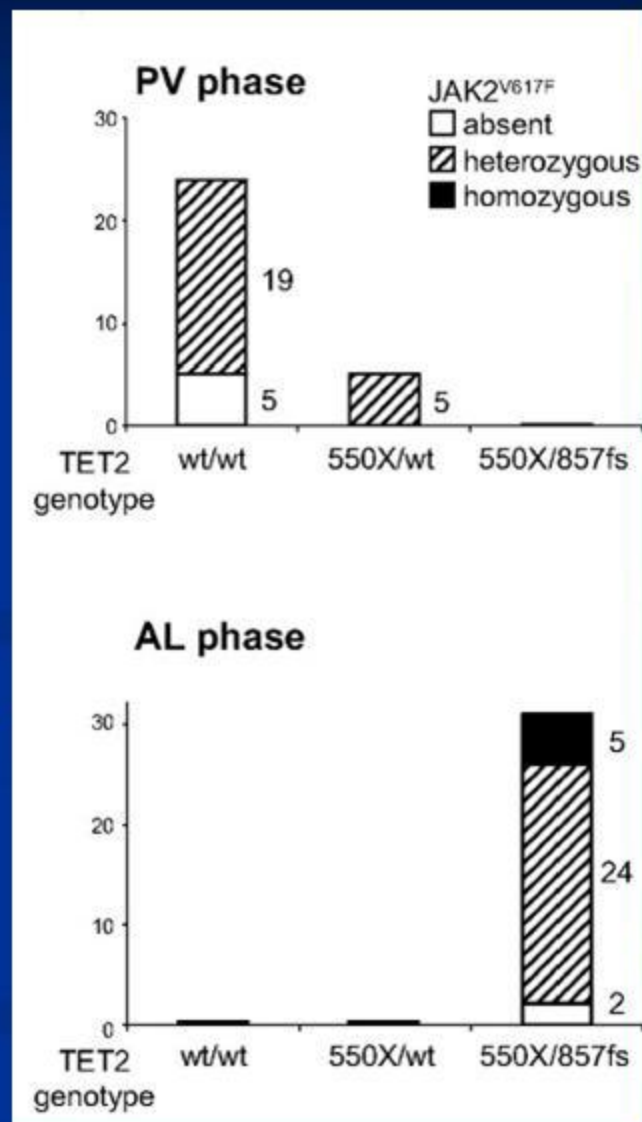 PV phase
JAK2V617F
absent
heterozygous
homozygous
30
20
10
0
19
5
5
TET2 genotype
wt/wt
550X/wt
550X/857fs
AL phase
30
20
10
0
5
24
2
TET2 genotype
wt/wt
550X/wt
550X/857fs